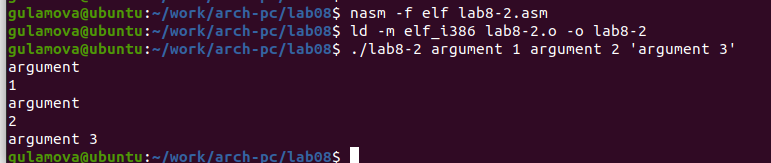 gulamova@ubuntu:~/work/arch-pc/lab08$ nasm -f elf lab8-2.asm
gulamova@ubuntu:~/work/arch-pc/lab08$ ld -m elf_i386 lab8-2.o -o lab8-2
gulamova@ubuntu:~/work/arch-pc/lab08$ ./lab8-2 argument 1 argument 2 'argument 3'
argument
1
argument
2
argument 3
gulamova@ubuntu:~/work/arch-pc/lab08$